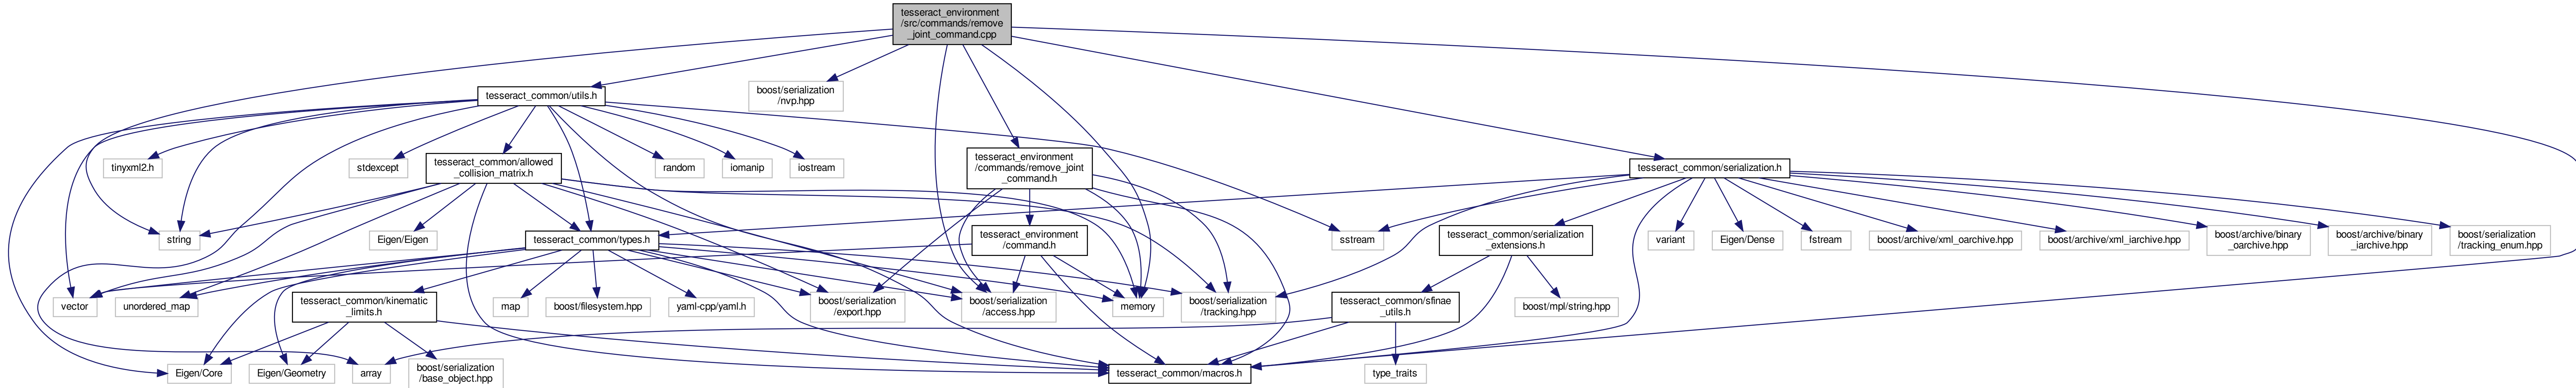 tesseract_environment
/src/commands/remove
_joint_command.cpp
boost/serialization
/nvp.hpp
tesseract_common/utils.h
tesseract_environment
/commands/remove_joint
_command.h
tinyxml2.h
stdexcept
tesseract_common/allowed
_collision_matrix.h
random
iomanip
iostream
tesseract_common/serialization.h
string
Eigen/Eigen
tesseract_common/types.h
tesseract_environment
/command.h
sstream
tesseract_common/serialization
_extensions.h
variant
Eigen/Dense
fstream
boost/archive/xml_oarchive.hpp
boost/archive/xml_iarchive.hpp
boost/archive/binary
_oarchive.hpp
boost/archive/binary
_iarchive.hpp
boost/serialization
/tracking_enum.hpp
vector
unordered_map
tesseract_common/kinematic
_limits.h
map
boost/filesystem.hpp
yaml-cpp/yaml.h
boost/serialization
/export.hpp
boost/serialization
/access.hpp
memory
boost/serialization
/tracking.hpp
tesseract_common/sfinae
_utils.h
boost/mpl/string.hpp
Eigen/Core
Eigen/Geometry
array
boost/serialization
/base_object.hpp
tesseract_common/macros.h
type_traits